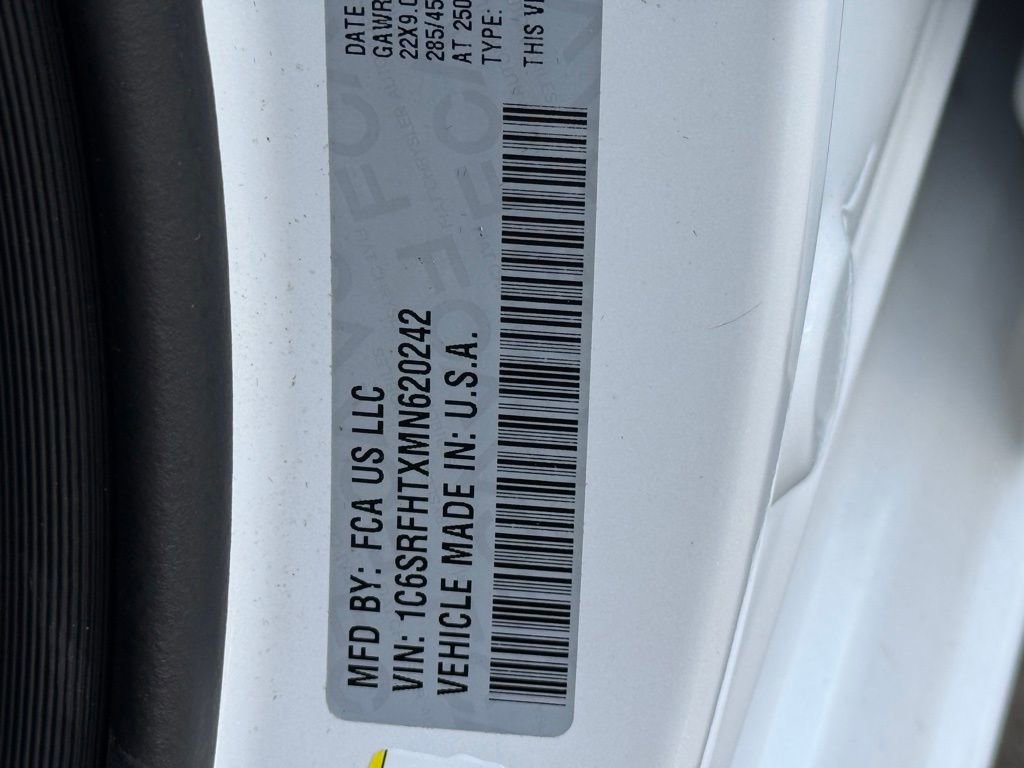 MFD BY: FCA US LLC
VIN: 1C6SRFHTXMN620242
VEHICLE MADE IN: U.S.A.
DATE
GAWR
22X9.0
285/45
AT 250
TYPE:
THIS